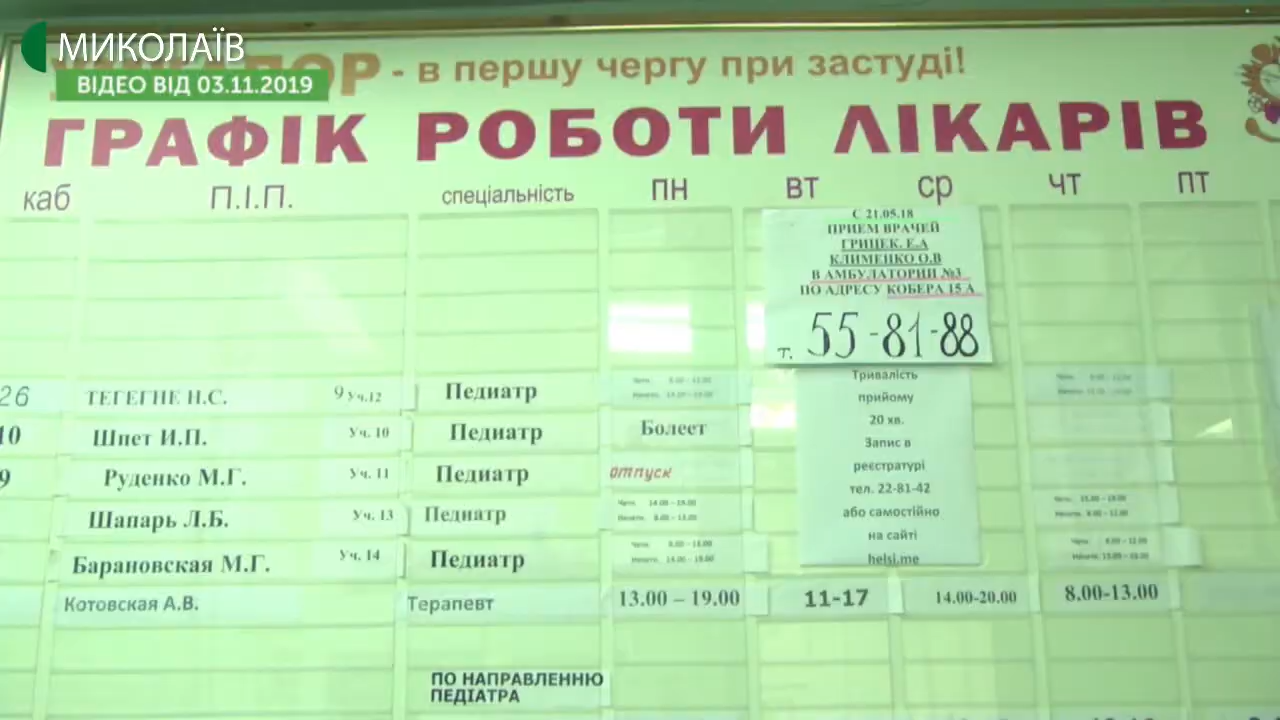 МИКОЛАЇВ
ВІДЕО ВІД 03.11.2019
- в першу чергу при застуді!
ГРАФІК РОБОТИ ЛІКАРІВ
каб П.І.П. спеціальність ПН ВТ СР ЧТ ПТ
С 21.05.18
ПРИЕМ ВРАЧЕЙ
ГРИЦЕК. Е.А
КЛИМЕНКО О.В
В АМБУЛАТОРИИ №3
ПО АДРЕСУ КОБЕРА 15 А
т. 55-81-88
Тривалість
прийому
20 хв.
Запис в
реєстратурі
тел. 22-81-42
або самостійно
на сайті
helsi.me
26 ТЕГЕГНЕ Н.С. 9 Уч.12 Педиатр
10 Шпет И.П. Уч. 10 Педиатр Болеет
9 Руденко М.Г. Уч. 11 Педиатр отпуск
Шапарь Л.Б. Уч. 13 Педиатр
Барановская М.Г. Уч. 14 Педиатр
Котовская А.В. Терапевт 13.00 – 19.00 11-17 14.00-20.00 8.00-13.00
ПО НАПРАВЛЕННЮ
ПЕДІАТРА